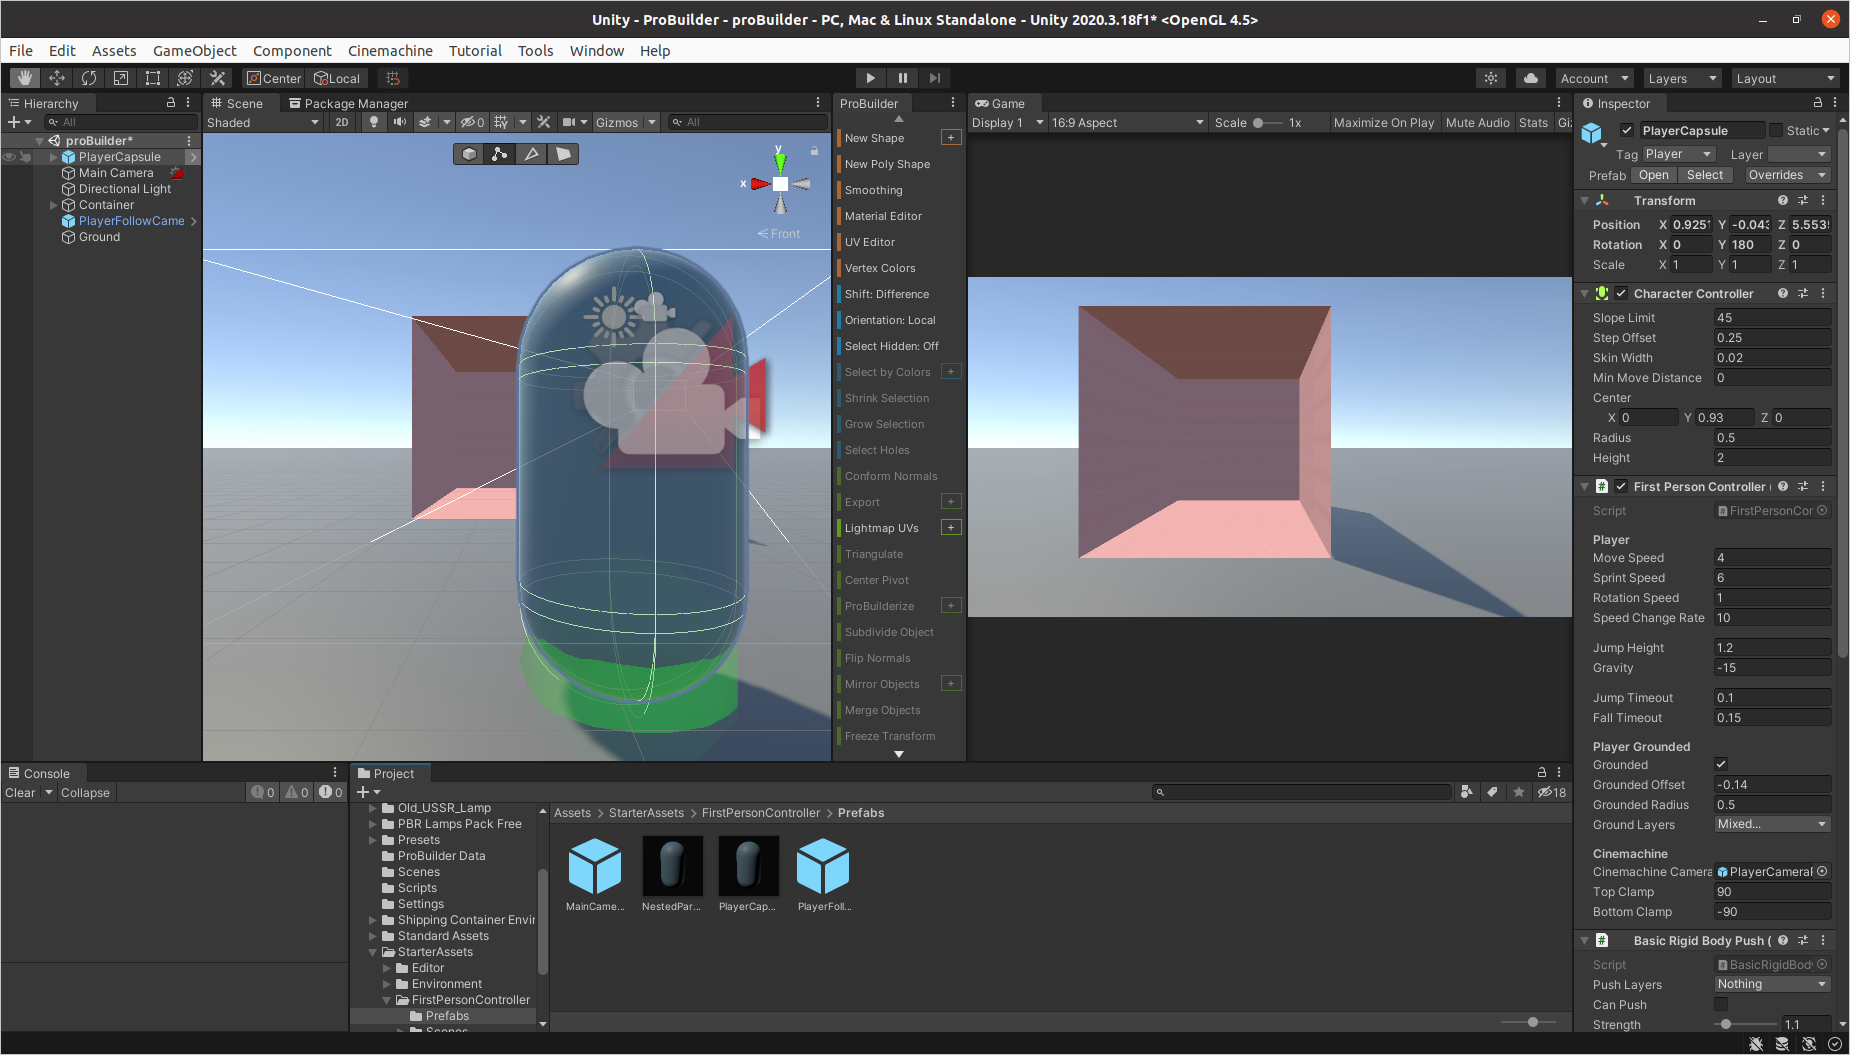 Unity - ProBuilder - proBuilder - PC, Mac & Linux Standalone - Unity 2020.3.18f1* <OpenGL 4.5>
File Edit Assets GameObject Component Cinemachine Tutorial Tools Window Help
Center Local Account Layers Layout
Hierarchy
All
proBuilder*
PlayerCapsule
Main Camera
Directional Light
Container
PlayerFollowCame
Ground
Scene Package Manager
Shaded 2D 0 Gizmos All
y
x
Front
ProBuilder
New Shape +
New Poly Shape
Smoothing
Material Editor
UV Editor
Vertex Colors
Shift: Difference
Orientation: Local
Select Hidden: Off
Select by Colors +
Shrink Selection
Grow Selection
Select Holes
Conform Normals
Export +
Lightmap UVs +
Triangulate
Center Pivot
ProBuilderize +
Subdivide Object
Flip Normals
Mirror Objects +
Merge Objects
Freeze Transform
Game
Display 1 16:9 Aspect Scale 1x Maximize On Play Mute Audio Stats Giz
Inspector
PlayerCapsule Static
Tag Player Layer
Prefab Open Select Overrides
Transform
Position X 0.9251 Y -0.043 Z 5.5535
Rotation X 0 Y 180 Z 0
Scale X 1 Y 1 Z 1
Character Controller
Slope Limit 45
Step Offset 0.25
Skin Width 0.02
Min Move Distance 0
Center
X 0 Y 0.93 Z 0
Radius 0.5
Height 2
# First Person Controller (
Script FirstPersonCor
Player
Move Speed 4
Sprint Speed 6
Rotation Speed 1
Speed Change Rate 10
Jump Height 1.2
Gravity -15
Jump Timeout 0.1
Fall Timeout 0.15
Player Grounded
Grounded
Grounded Offset -0.14
Grounded Radius 0.5
Ground Layers Mixed...
Cinemachine
Cinemachine Camera PlayerCameraR
Top Clamp 90
Bottom Clamp -90
# Basic Rigid Body Push (
Script BasicRigidBody
Push Layers Nothing
Can Push
Strength 1.1
Console
Clear Collapse 0 0 0
Project
18
Old_USSR_Lamp
PBR Lamps Pack Free
Presets
ProBuilder Data
Scenes
Scripts
Settings
Shipping Container Envir
Standard Assets
StarterAssets
Editor
Environment
FirstPersonController
Prefabs
Scenes
Assets > StarterAssets > FirstPersonController > Prefabs
MainCame... NestedPar... PlayerCap... PlayerFoll...